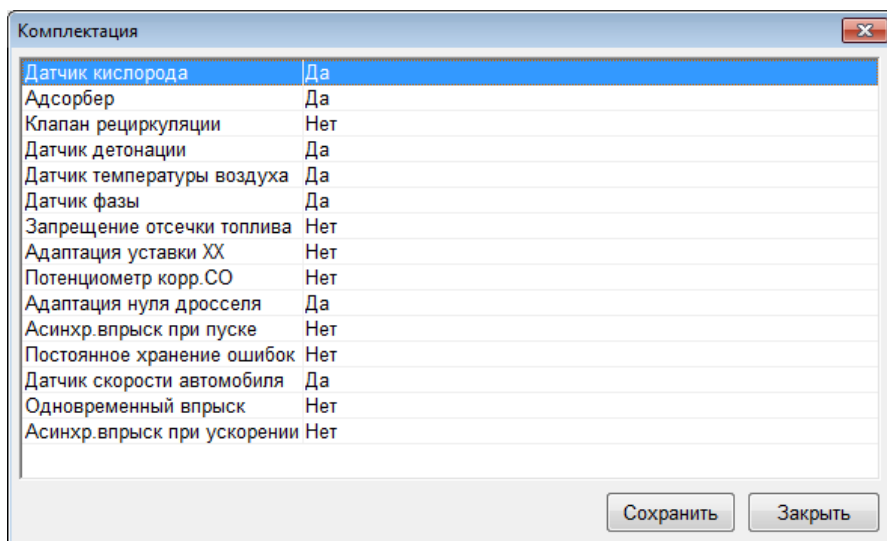 Комплектация
Датчик кислорода Да
Адсорбер Да
Клапан рециркуляции Нет
Датчик детонации Да
Датчик температуры воздуха Да
Датчик фазы Да
Запрещение отсечки топлива Нет
Адаптация уставки ХХ Нет
Потенциометр корр.СО Нет
Адаптация нуля дросселя Да
Асинхр.впрыск при пуске Нет
Постоянное хранение ошибок Нет
Датчик скорости автомобиля Да
Одновременный впрыск Нет
Асинхр.впрыск при ускорении Нет
Сохранить Закрыть